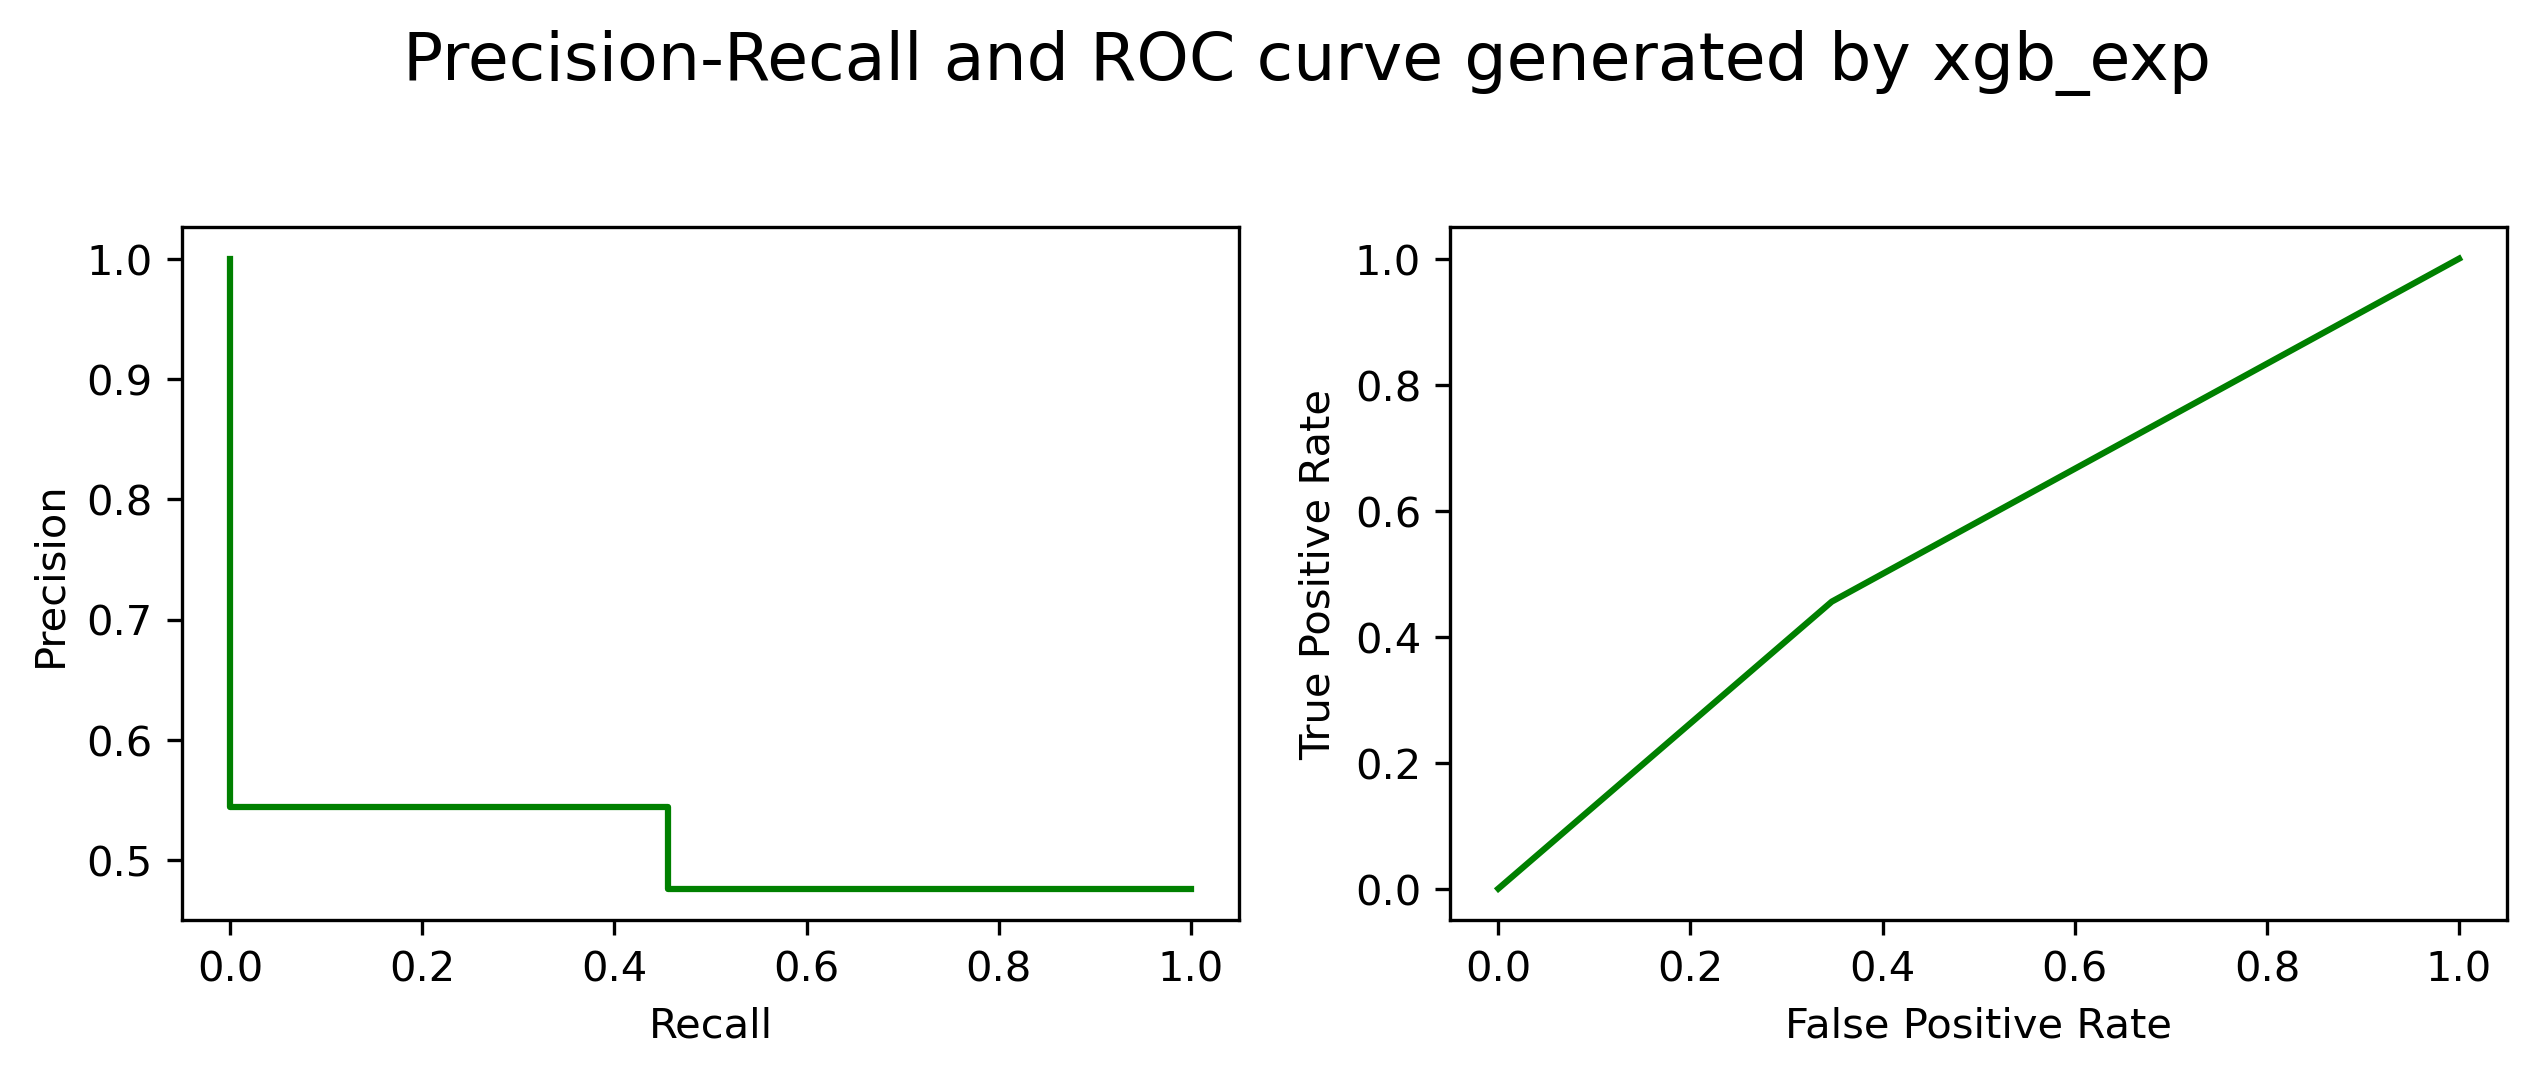 Precision-Recall and ROC curve generated by xgb_exp
Precision
1.0
0.9
0.8
0.7
0.6
0.5
0.0 0.2 0.4 0.6 0.8 1.0
Recall
True Positive Rate
1.0
0.8
0.6
0.4
0.2
0.0
0.0 0.2 0.4 0.6 0.8 1.0
False Positive Rate